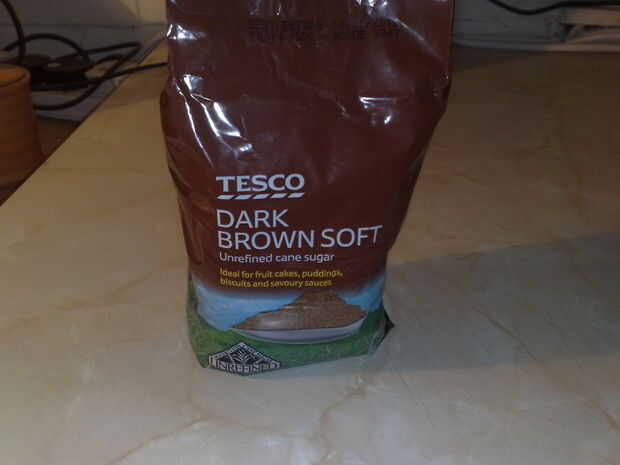 TESCO
DARK
BROWN SOFT
Unrefined cane sugar
Ideal for fruit cakes, puddings,
biscuits and savoury sauces
UNREFINED